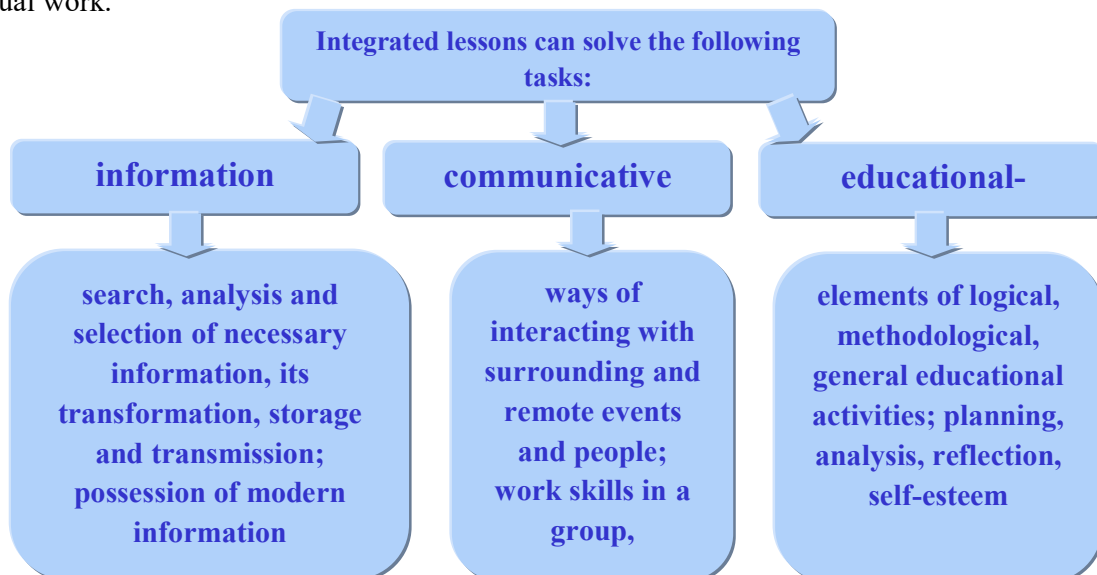 ual work.
Integrated lessons can solve the following
tasks:
information
communicative
educational-
search, analysis and
selection of necessary
information, its
transformation, storage
and transmission;
possession of modern
information
ways of
interacting with
surrounding and
remote events
and people;
work skills in a
group,
elements of logical,
methodological,
general educational
activities; planning,
analysis, reflection,
self-esteem